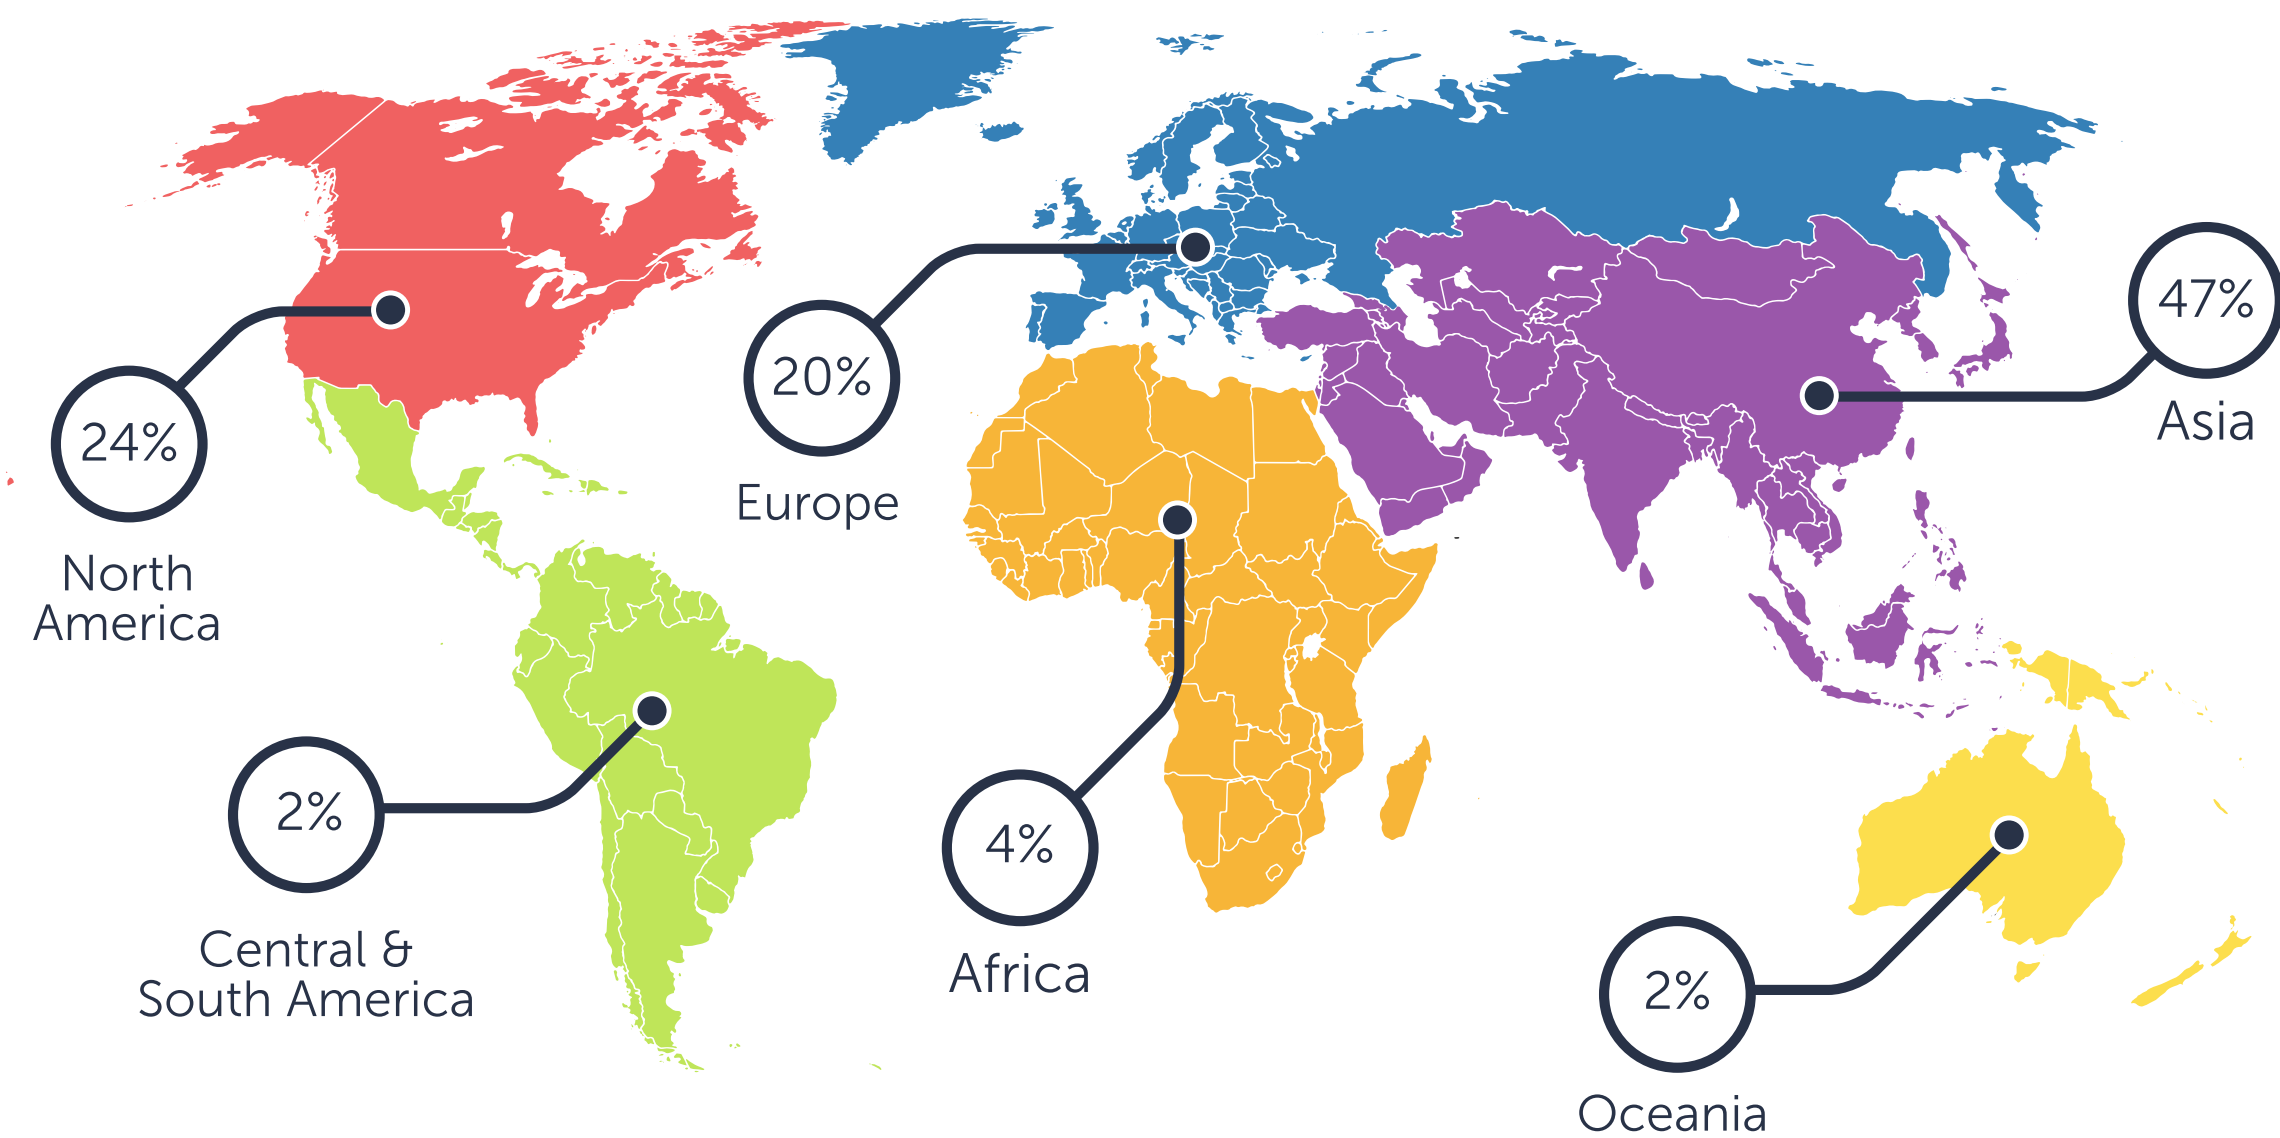 24%
North
America
20%
Europe
47%
Asia
2%
Central &
South America
4%
Africa
2%
Oceania